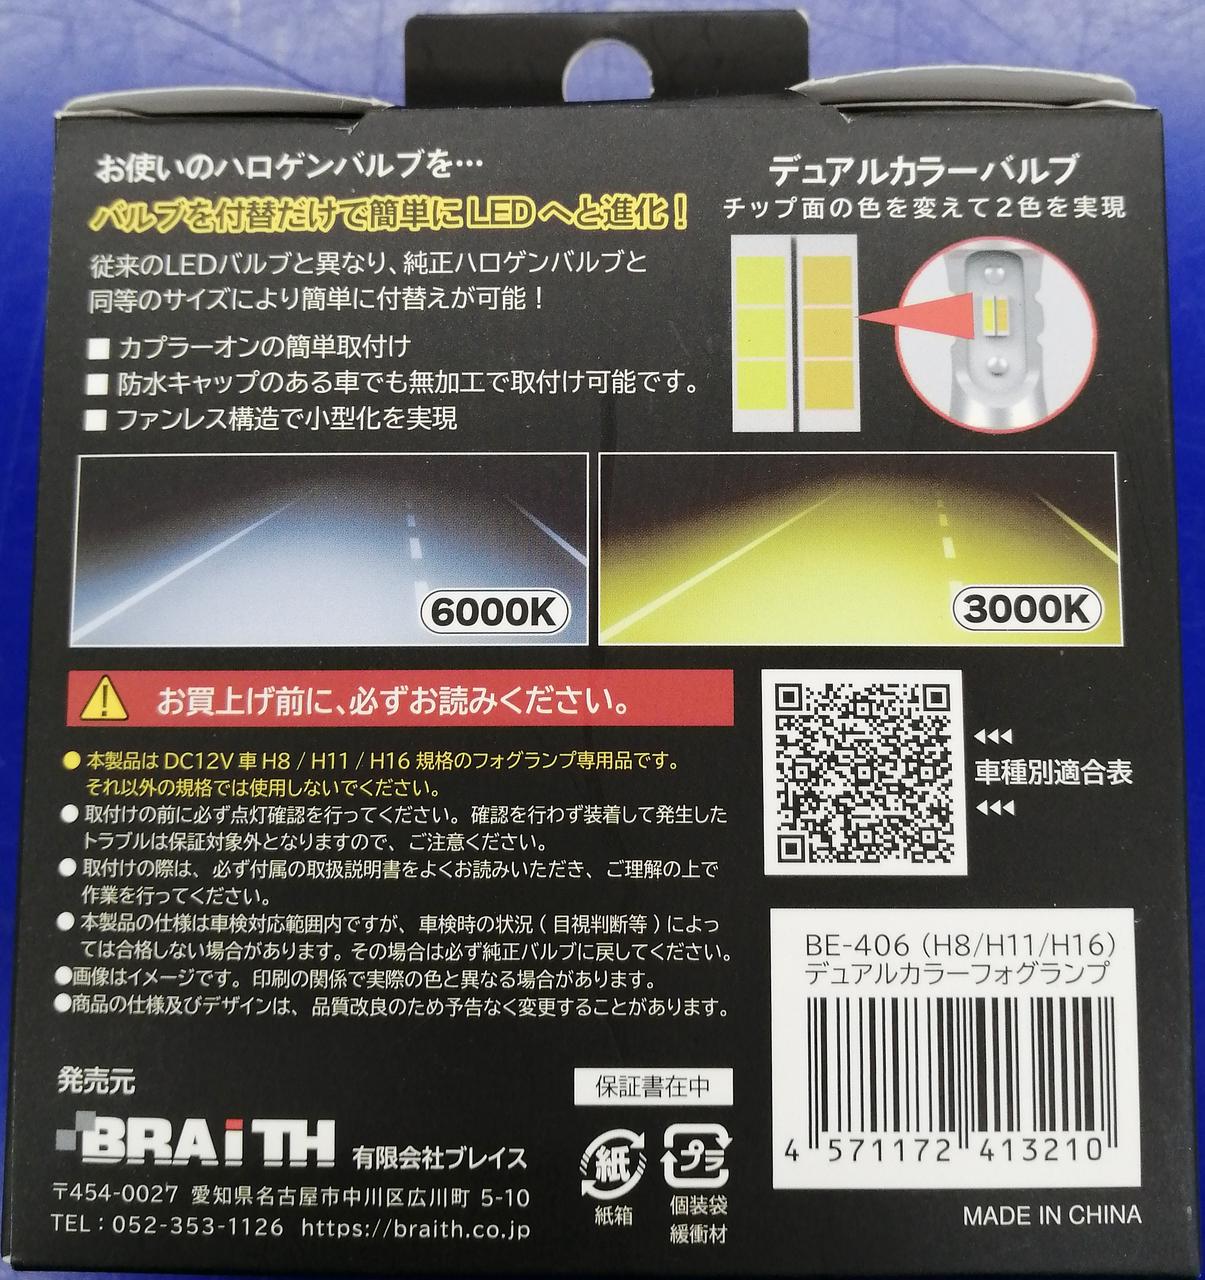 お使いのハロゲンバルブを…
バルブを付替だけで簡単にLEDへと進化！
従来のLEDバルブと異なり、純正ハロゲンバルブと
同等のサイズにより簡単に付替えが可能！
■ カプラーオンの簡単取付け
■ 防水キャップのある車でも無加工で取付け可能です。
■ ファンレス構造で小型化を実現
デュアルカラーバルブ
チップ面の色を変えて2色を実現
6000K
3000K
お買上げ前に、必ずお読みください。
● 本製品は DC12V 車 H8 / H11 / H16 規格のフォグランプ専用品です。
それ以外の規格では使用しないでください。
● 取付けの前に必ず点灯確認を行ってください。確認を行わず装着して発生した
トラブルは保証対象外となりますので、ご注意ください。
● 取付けの際は、必ず付属の取扱説明書をよくお読みいただき、ご理解の上で
作業を行ってください。
● 本製品の仕様は車検対応範囲内ですが、車検時の状況 ( 目視判断等 ) によっ
ては合格しない場合があります。その場合は必ず純正バルブに戻してください。
●画像はイメージです。印刷の関係で実際の色と異なる場合があります。
●商品の仕様及びデザインは、品質改良のため予告なく変更することがあります。
車種別適合表
BE-406 (H8/H11/H16)
デュアルカラーフォグランプ
4 571172 413210
MADE IN CHINA
発売元
BRAiTH 有限会社ブレイス
〒454-0027 愛知県名古屋市中川区広川町 5-10
TEL：052-353-1126 https://braith.co.jp
保証書在中
紙
紙箱
プラ
個装袋
緩衝材